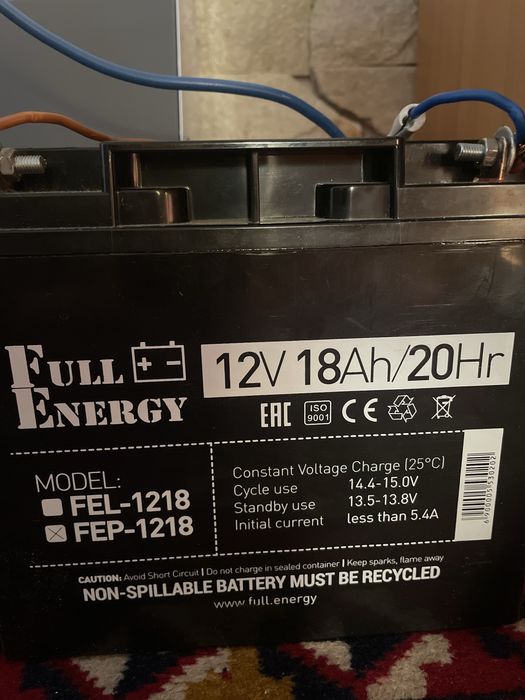 FULL
ENERGY
12V 18Ah/20Hr
EAC ISO 9001 CE
MODEL:
FEL-1218
FEP-1218
Constant Voltage Charge (25°C)
Cycle use 14.4-15.0V
Standby use 13.5-13.8V
Initial current less than 5.4A
6 900005 530202
CAUTION: Avoid Short Circuit | Do not charge in sealed container | Keep sparks, flame away
NON-SPILLABLE BATTERY MUST BE RECYCLED
www.full.energy